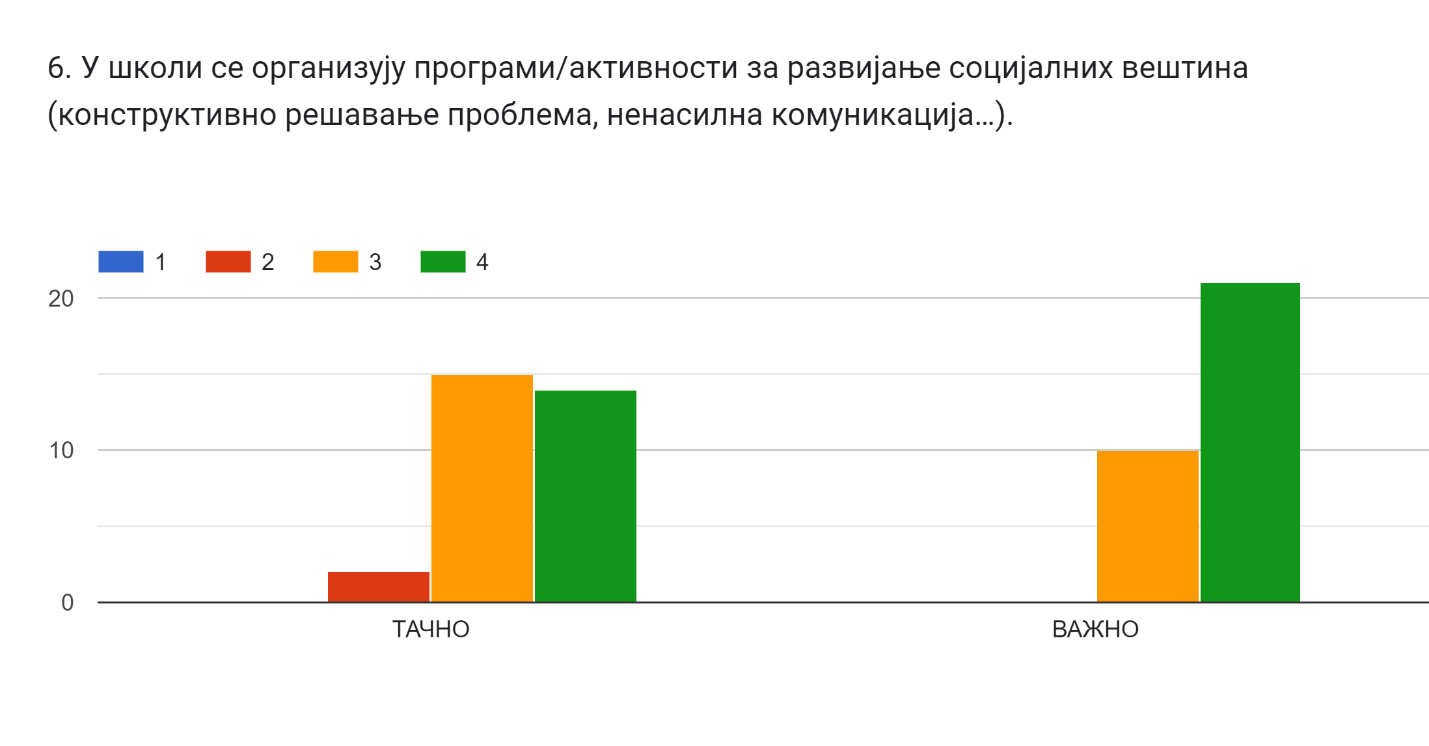 6. У школи се организују програми/активности за развијање социјалних вештина
(конструктивно решавање проблема, ненасилна комуникација…).
1 2 3 4
20
10
0
ТАЧНО ВАЖНО